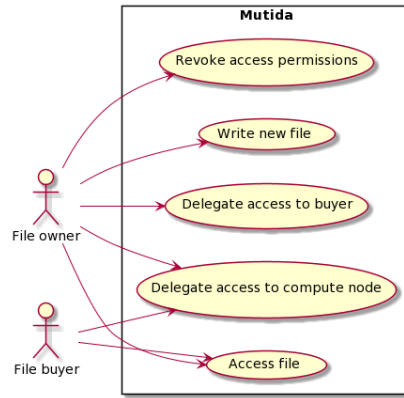 Mutida
Revoke access permissions
Write new file
Delegate access to buyer
File owner
Delegate access to compute node
File buyer
Access file